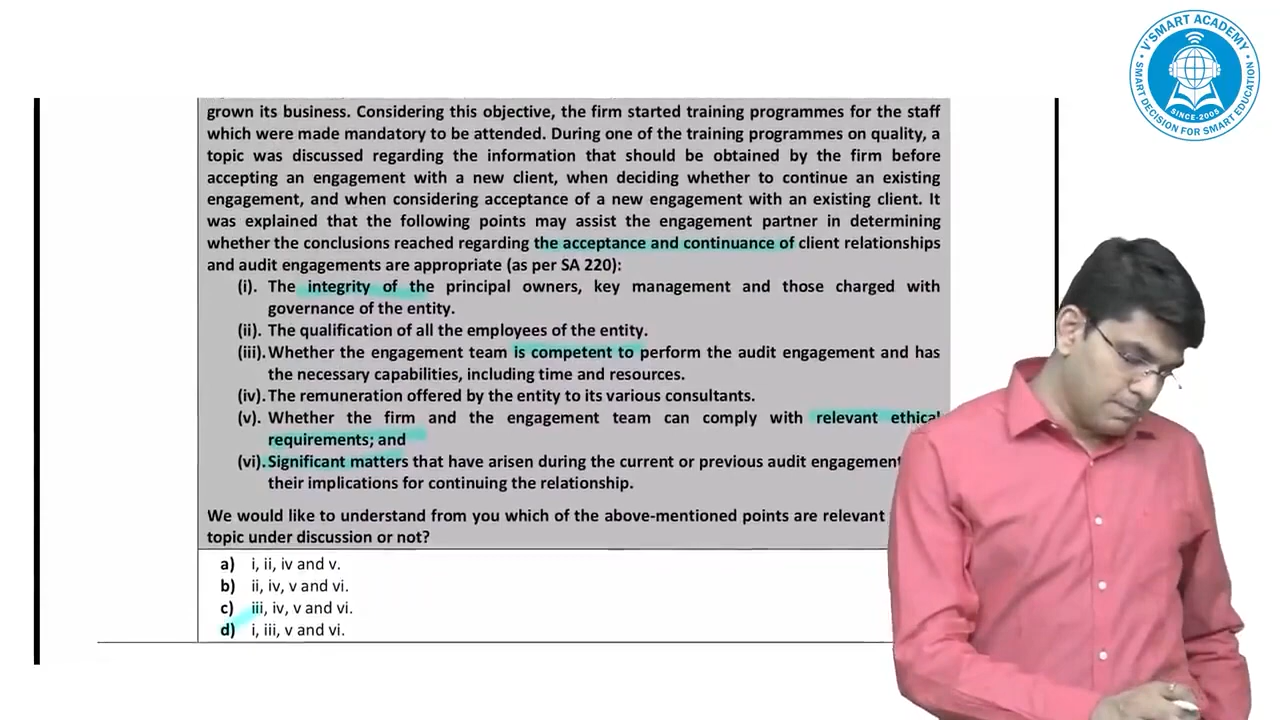 V'SMART ACADEMY
SMART DECISION FOR SMART EDUCATION
SINCE-2005
grown its business. Considering this objective, the firm started training programmes for the staff
which were made mandatory to be attended. During one of the training programmes on quality, a
topic was discussed regarding the information that should be obtained by the firm before
accepting an engagement with a new client, when deciding whether to continue an existing
engagement, and when considering acceptance of a new engagement with an existing client. It
was explained that the following points may assist the engagement partner in determining
whether the conclusions reached regarding the acceptance and continuance of client relationships
and audit engagements are appropriate (as per SA 220):
(i). The integrity of the principal owners, key management and those charged with
governance of the entity.
(ii). The qualification of all the employees of the entity.
(iii). Whether the engagement team is competent to perform the audit engagement and has
the necessary capabilities, including time and resources.
(iv). The remuneration offered by the entity to its various consultants.
(v). Whether the firm and the engagement team can comply with relevant ethical
requirements; and
(vi). Significant matters that have arisen during the current or previous audit engagement
their implications for continuing the relationship.
We would like to understand from you which of the above-mentioned points are relevant
topic under discussion or not?
a) i, ii, iv and v.
b) ii, iv, v and vi.
c) iii, iv, v and vi.
d) i, iii, v and vi.